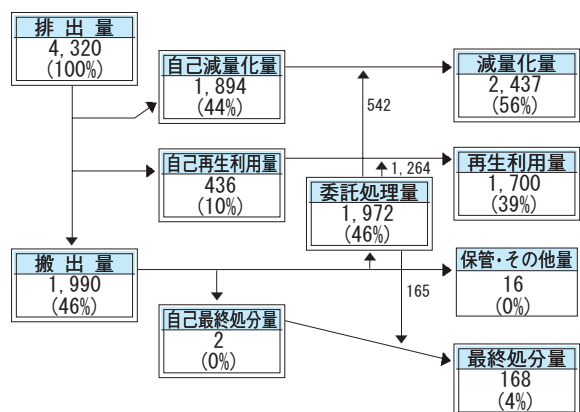 排出量
4,320
(100%)
自己減量化量
1,894
(44%)
減量化量
2,437
(56%)
542
自己再生利用量
436
(10%)
1,264
再生利用量
1,700
(39%)
委託処理量
1,972
(46%)
搬出量
1,990
(46%)
保管・その他量
16
(0%)
165
自己最終処分量
2
(0%)
最終処分量
168
(4%)